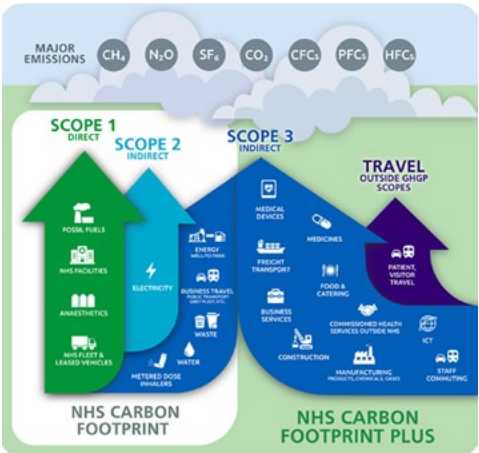 MAJOR
EMISSIONS
CH₄
N₂O
SF₆
CO₂
CFCs
PFCs
HFCs
SCOPE 1
DIRECT
FOSSIL FUELS
NHS FACILITIES
ANAESTHETICS
NHS FLEET &
LEASED VEHICLES
SCOPE 2
INDIRECT
ELECTRICITY
SCOPE 3
INDIRECT
ENERGY
WELL-TO-TANK
BUSINESS TRAVEL
PUBLIC TRANSPORT
GREY FLEET, ETC.
WASTE
WATER
METERED DOSE
INHALERS
MEDICAL
DEVICES
MEDICINES
FREIGHT
TRANSPORT
FOOD &
CATERING
BUSINESS
SERVICES
COMMISSIONED HEALTH
SERVICES OUTSIDE NHS
ICT
CONSTRUCTION
MANUFACTURING
PRODUCTS, CHEMICALS, GASES
STAFF
COMMUTING
TRAVEL
OUTSIDE GHGP
SCOPES
PATIENT,
VISITOR
TRAVEL
NHS CARBON
FOOTPRINT
NHS CARBON
FOOTPRINT PLUS